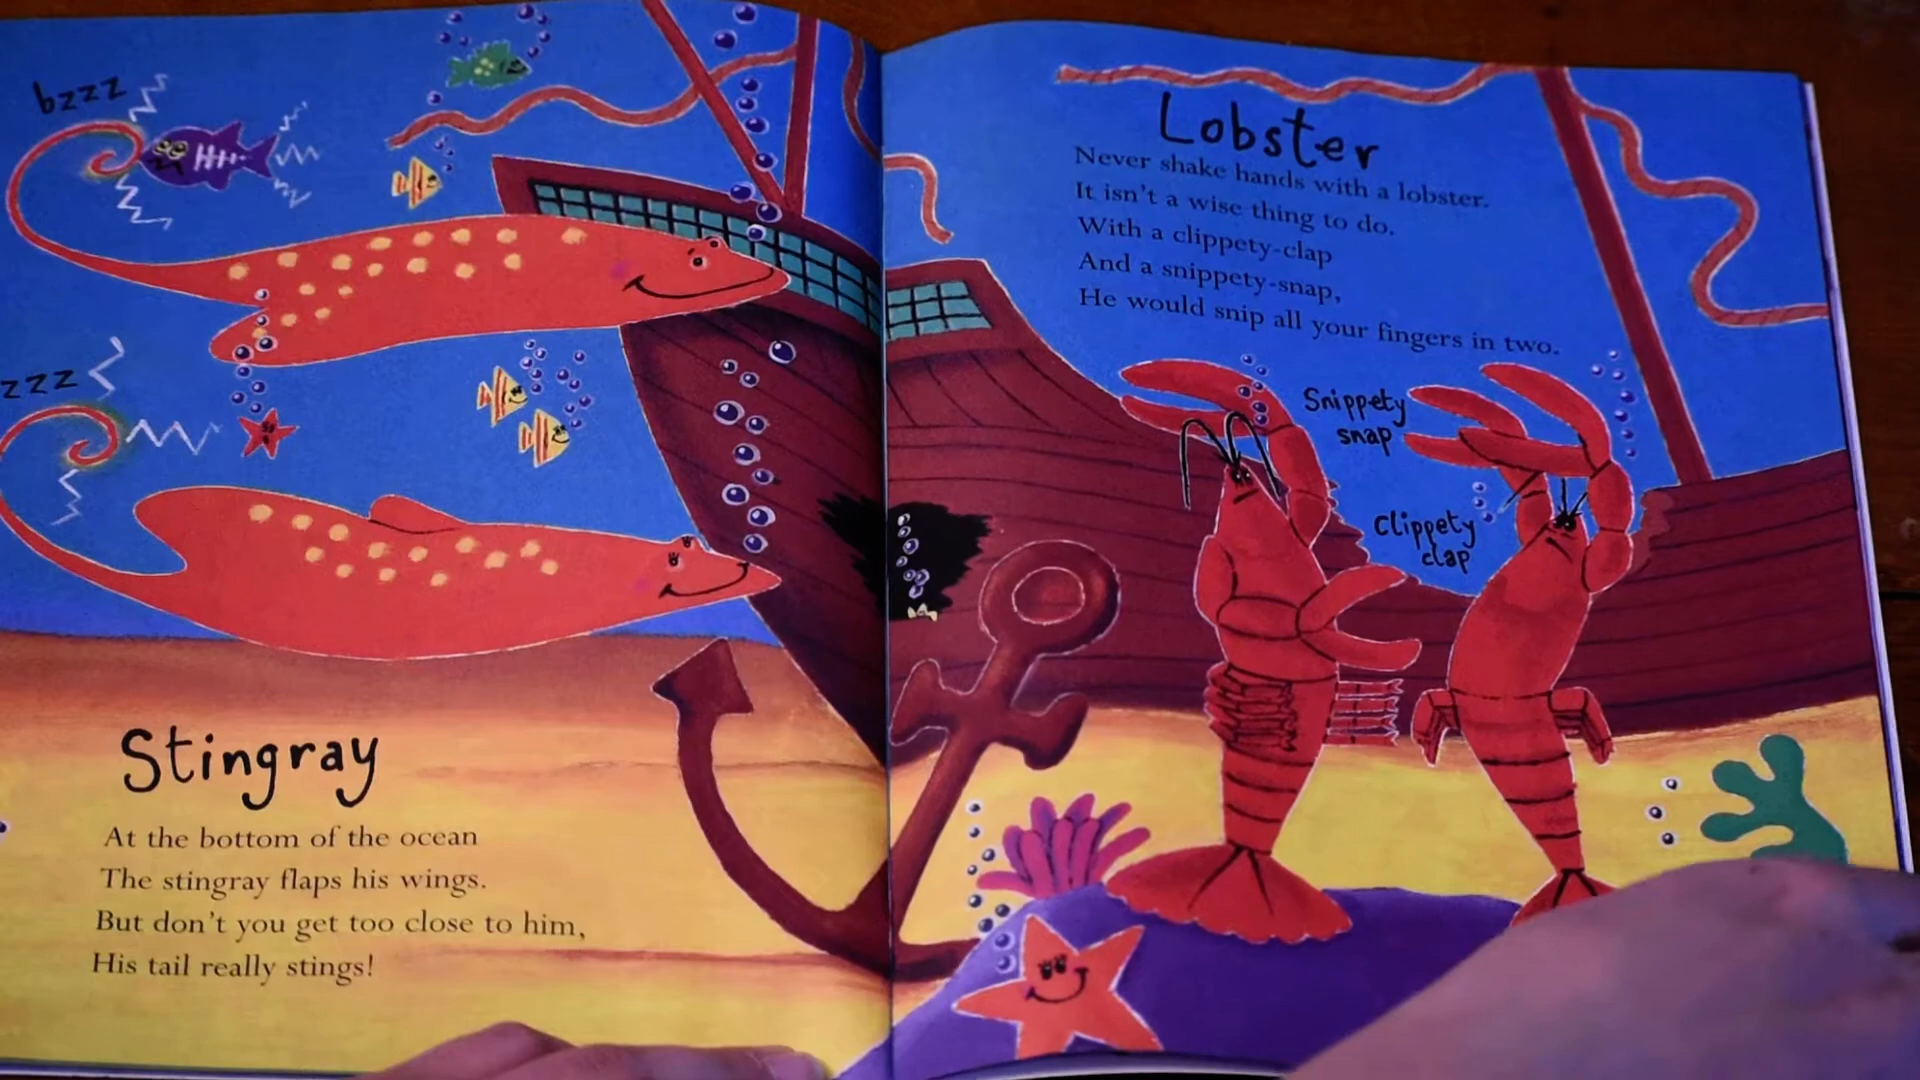 bzzz
zzz
Stingray
At the bottom of the ocean
The stingray flaps his wings.
But don't you get too close to him,
His tail really stings!
Lobster
Never shake hands with a lobster.
It isn't a wise thing to do.
With a clippety-clap
And a snippety-snap,
He would snip all your fingers in two.
Snippety
snap
Clippety
clap